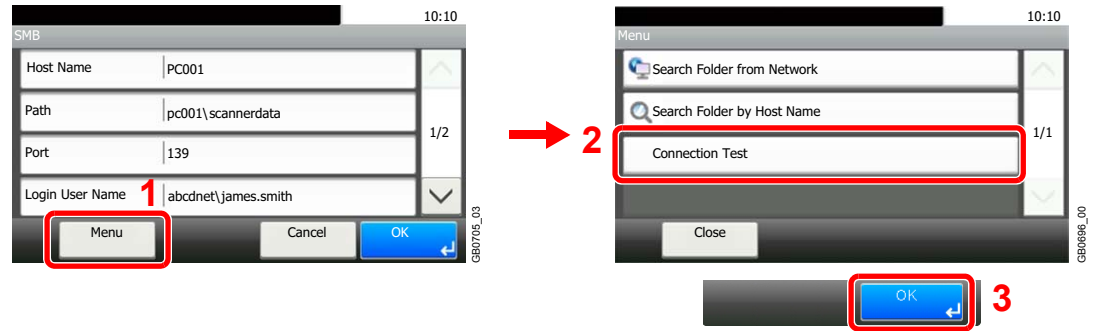 10:10
SMB
Host Name PC001
Path pc001\scannerdata
1/2
Port 139
Login User Name abcdnet\james.smith
1
Menu Cancel OK
GB0705_03
10:10
Menu
Search Folder from Network
Search Folder by Host Name
1/1
2
Connection Test
Close
GB0696_00
OK
3